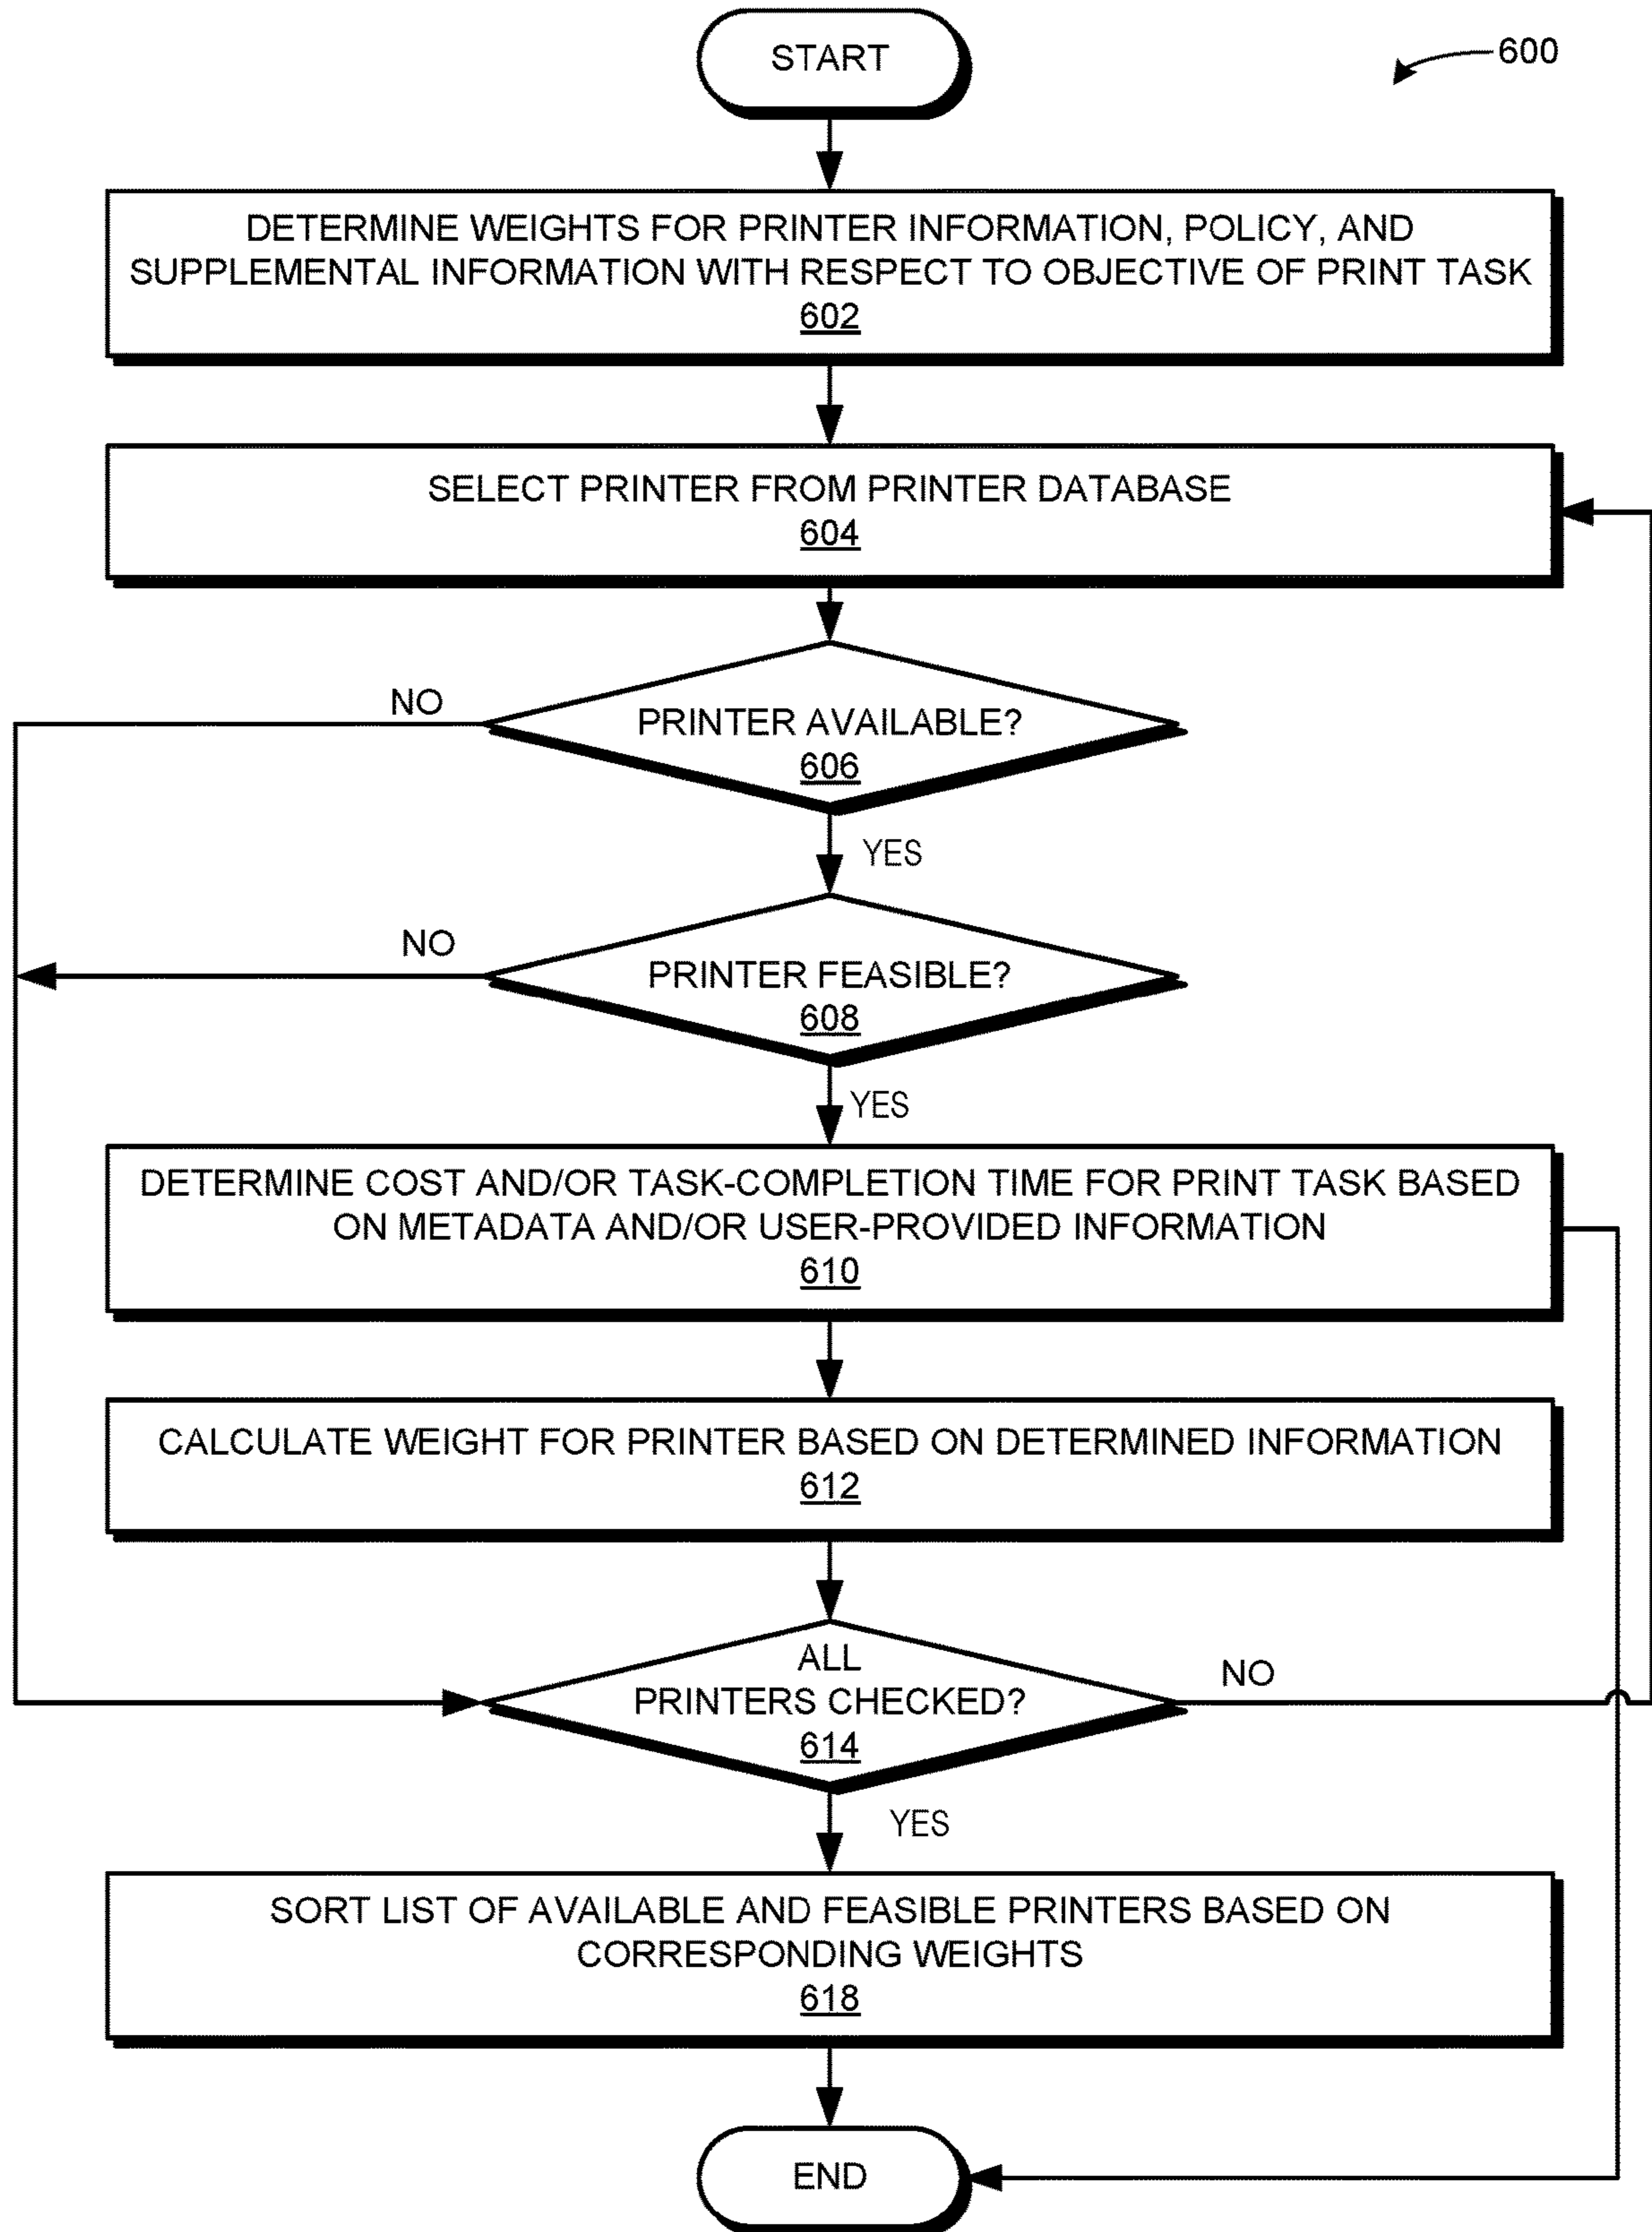 START
600
DETERMINE WEIGHTS FOR PRINTER INFORMATION, POLICY, AND
SUPPLEMENTAL INFORMATION WITH RESPECT TO OBJECTIVE OF PRINT TASK
602
SELECT PRINTER FROM PRINTER DATABASE
604
NO
PRINTER AVAILABLE?
606
YES
NO
PRINTER FEASIBLE?
608
YES
DETERMINE COST AND/OR TASK-COMPLETION TIME FOR PRINT TASK BASED
ON METADATA AND/OR USER-PROVIDED INFORMATION
610
CALCULATE WEIGHT FOR PRINTER BASED ON DETERMINED INFORMATION
612
ALL
PRINTERS CHECKED?
614
NO
YES
SORT LIST OF AVAILABLE AND FEASIBLE PRINTERS BASED ON
CORRESPONDING WEIGHTS
618
END